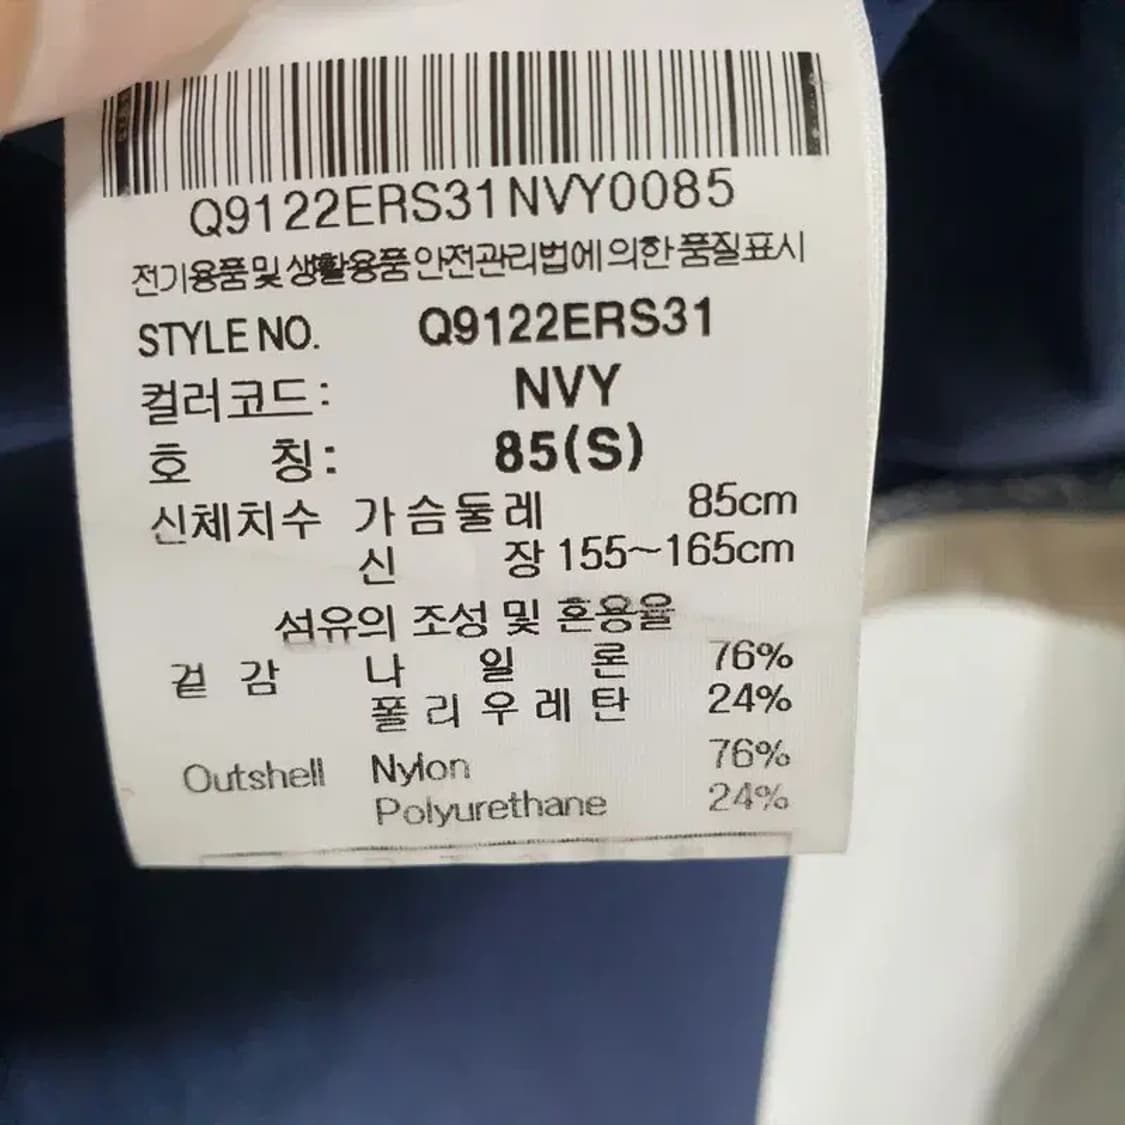 Q9122ERS31NVY0085
전기용품 및 생활용품 안전관리법에 의한 품질표시
STYLE NO. Q9122ERS31
컬러코드: NVY
호 칭: 85(S)
신체치수 가슴둘레 85cm
신 장 155~165cm
섬유의 조성 및 혼용율
겉 감 나 일 론 76%
폴 리 우 레 탄 24%
Outshell Nylon 76%
Polyurethane 24%